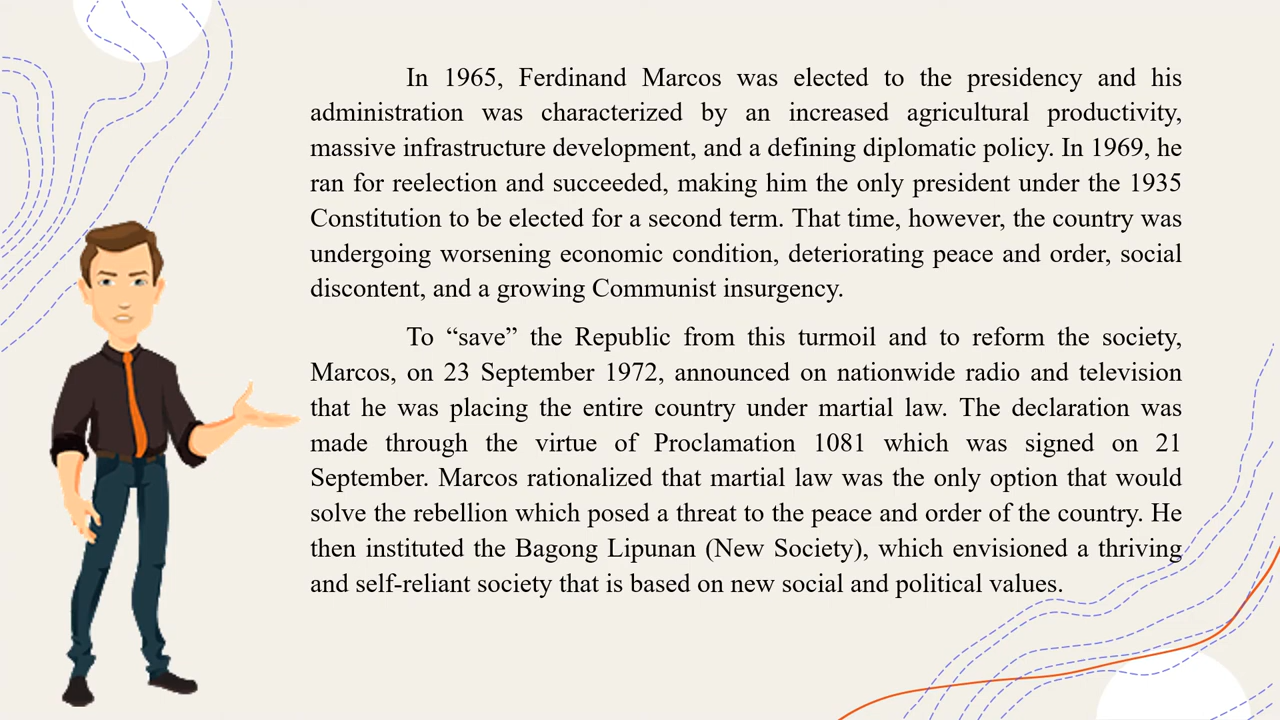 In 1965, Ferdinand Marcos was elected to the presidency and his
administration was characterized by an increased agricultural productivity,
massive infrastructure development, and a defining diplomatic policy. In 1969, he
ran for reelection and succeeded, making him the only president under the 1935
Constitution to be elected for a second term. That time, however, the country was
undergoing worsening economic condition, deteriorating peace and order, social
discontent, and a growing Communist insurgency.
To “save” the Republic from this turmoil and to reform the society,
Marcos, on 23 September 1972, announced on nationwide radio and television
that he was placing the entire country under martial law. The declaration was
made through the virtue of Proclamation 1081 which was signed on 21
September. Marcos rationalized that martial law was the only option that would
solve the rebellion which posed a threat to the peace and order of the country. He
then instituted the Bagong Lipunan (New Society), which envisioned a thriving
and self-reliant society that is based on new social and political values.